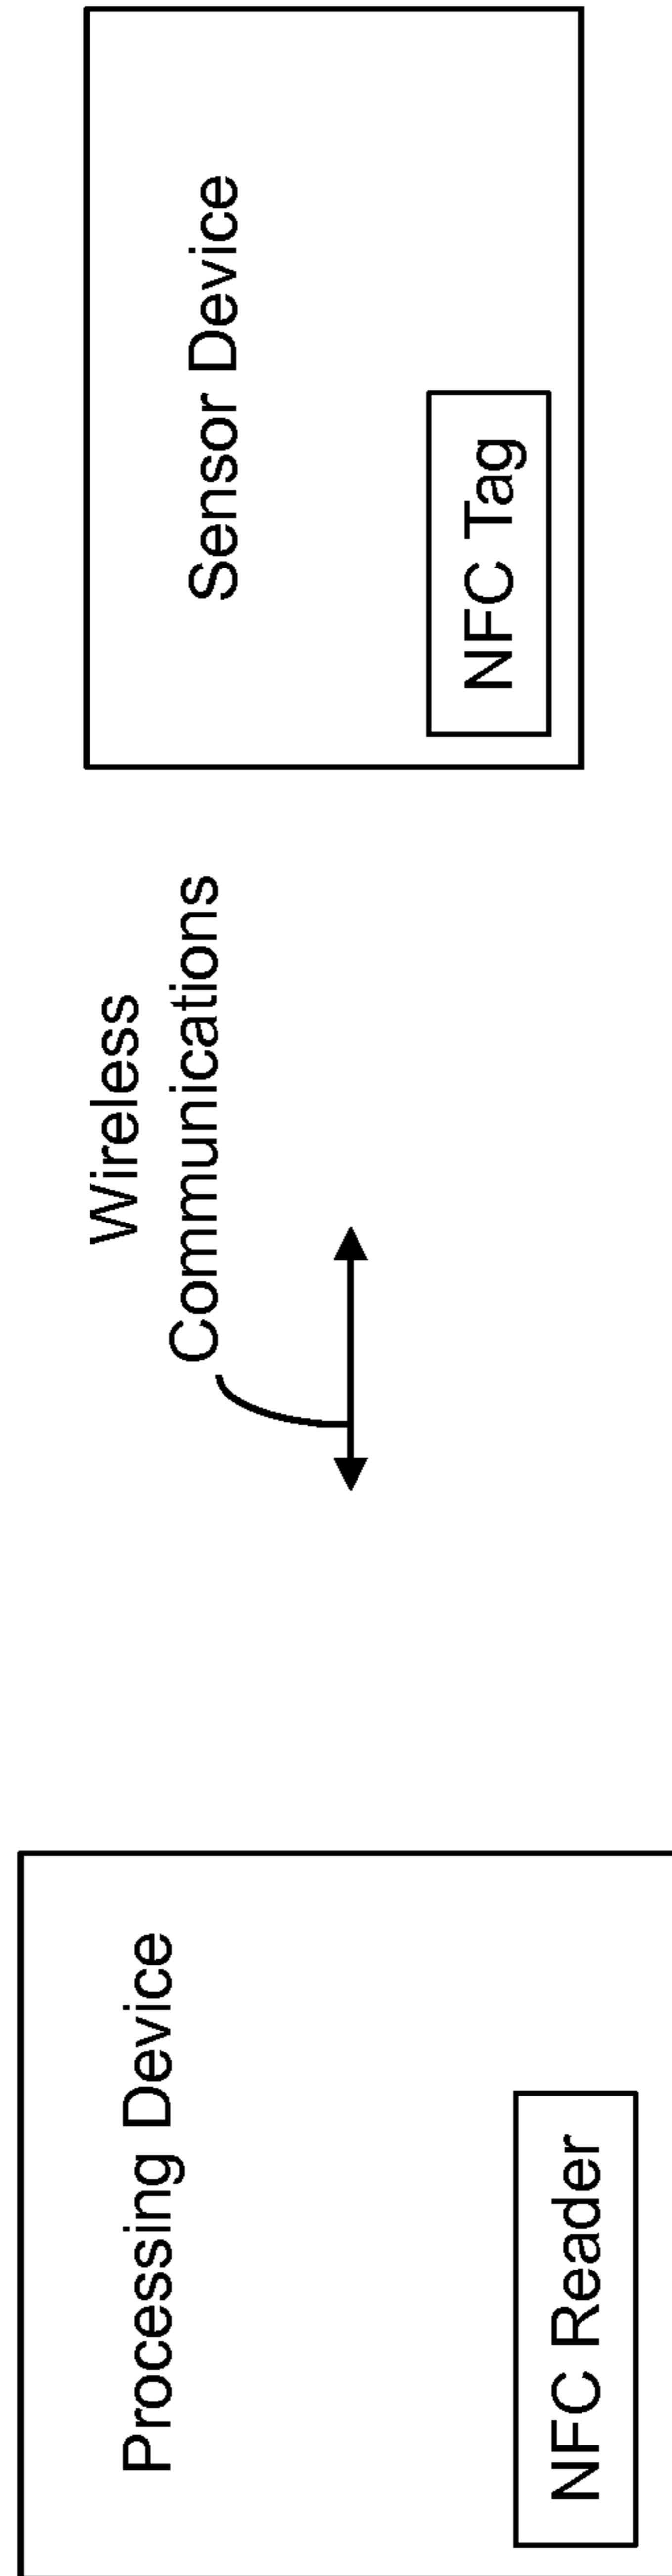 Processing Device
NFC Reader
Wireless
Communications
Sensor Device
NFC Tag